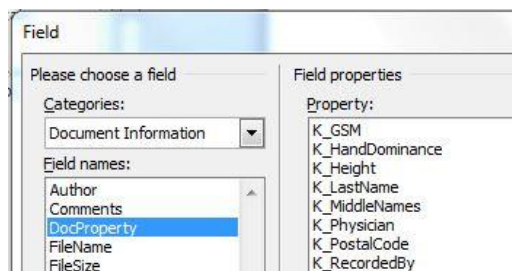 Field
Please choose a field
Categories:
Document Information
Field names:
Author
Comments
DocProperty
FileName
FileSize
Field properties
Property:
K_GSM
K_HandDominance
K_Height
K_LastName
K_MiddleNames
K_Physician
K_PostalCode
K_RecordedBy